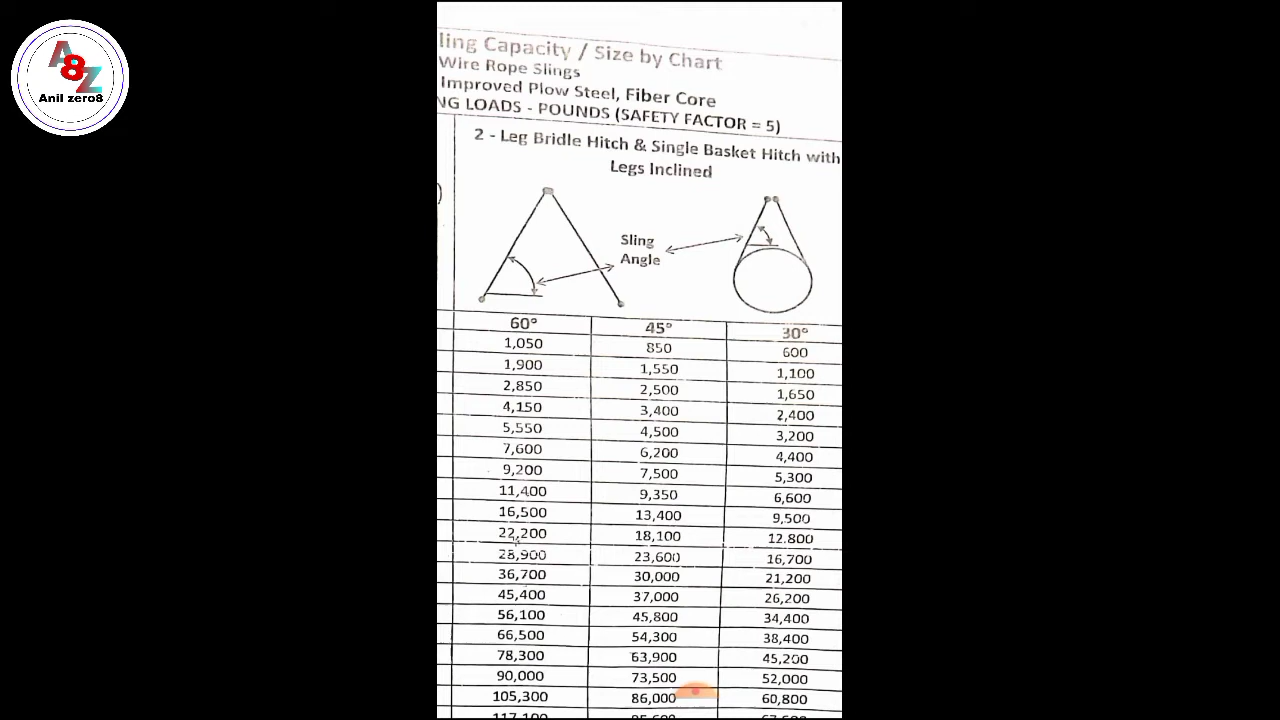 A8Z
Anil zero8
ling Capacity / Size by Chart
Wire Rope Slings
Improved Plow Steel, Fiber Core
NG LOADS - POUNDS (SAFETY FACTOR = 5)
2 - Leg Bridle Hitch & Single Basket Hitch with
Legs Inclined
)
Sling
Angle
60° 45° 30°
1,050 850 600
1,900 1,550 1,100
2,850 2,500 1,650
4,150 3,400 2,400
5,550 4,500 3,200
7,600 6,200 4,400
9,200 7,500 5,300
11,400 9,350 6,600
16,500 13,400 9,500
22,200 18,100 12.800
28,900 23,600 16,700
36,700 30,000 21,200
45,400 37,000 26,200
56,100 45,800 34,400
66,500 54,300 38,400
78,300 63,900 45,200
90,000 73,500 52,000
105,300 86,000 60,800
117,100